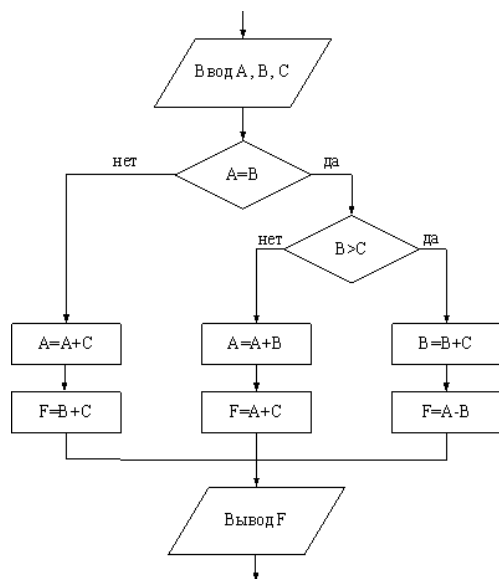 Ввод A, B, C
A=B
нет
да
B>C
нет
да
A=A+C
A=A+B
B=B+C
F=B+C
F=A+C
F=A-B
Вывод F